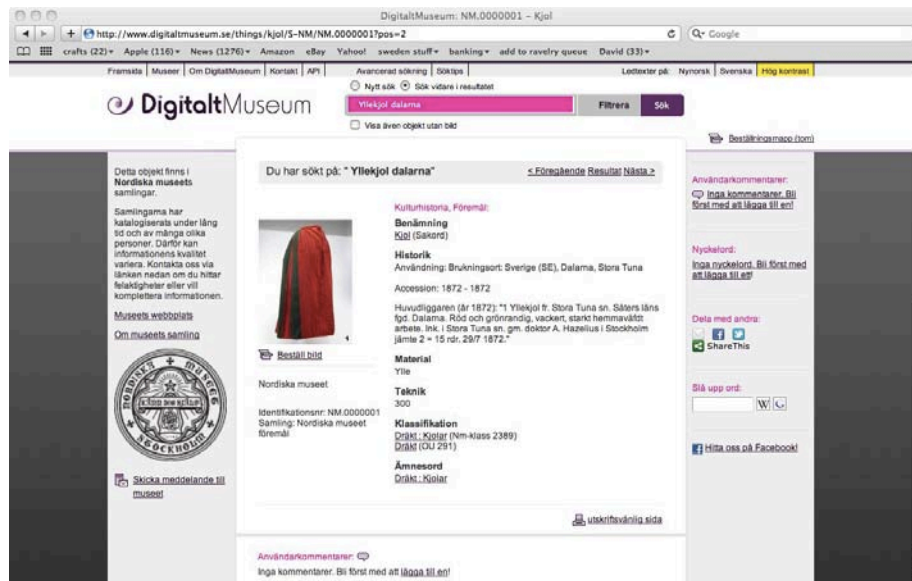 DigitaltMuseum: NM.0000001 – Kjol
http://www.digitaltmuseum.se/things/kjol/S-NM/NM.0000001?pos=2
Google
crafts (22) Apple (116) News (1276) Amazon eBay Yahoo! sweden stuff banking add to ravelry queue David (33)
Framsida Museer Om DigitaltMuseum Kontakt API Avancerad sökning Söktips Ledtexter på: Nynorsk Svenska Hög kontrast
Nytt sök Sök vidare i resultatet
DigitaltMuseum
Yllekjol dalarna Filtrera Sök
Visa även objekt utan bild
Beställningsmapp (tom)
Detta objekt finns i
Nordiska museets
samlingar.
Samlingarna har
katalogiserats under lång
tid och av många olika
personer. Därför kan
informationens kvalitet
variera. Kontakta oss via
länken nedan om du hittar
felaktigheter eller vill
komplettera informationen.
Museets webbplats
Om museets samling
NORDISKA MUSEET
STOCKHOLM
Skicka meddelande till
museet
Du har sökt på: " Yllekjol dalarna" < Föregående Resultat Nästa >
Beställ bild
Nordiska museet
Identifikationsnr: NM.0000001
Samling: Nordiska museet
föremål
Kulturhistoria, Föremål:
Benämning
Kjol (Sakord)
Historik
Användning: Brukningsort: Sverige (SE), Dalarna, Stora Tuna
Accession: 1872 - 1872
Huvudliggaren (år 1872): "1 Yllekjol fr. Stora Tuna sn. Säters läns
fgd. Dalarna. Röd och grönrandig, vackert, starkt hemmavävdt
arbete. Ink. i Stora Tuna sn. gm. doktor A. Hazelius i Stockholm
jämte 2 = 15 rdr. 29/7 1872."
Material
Ylle
Teknik
300
Klassifikation
Dräkt : Kjolar (Nm-klass 2389)
Dräkt (OU 291)
Ämnesord
Dräkt : Kjolar
utskriftsvänlig sida
Användarkommentarer:
Inga kommentarer. Bli först med att lägga till en!
Användarkommentarer:
Inga kommentarer. Bli
först med att lägga till en!
Nyckelord:
Inga nyckelord. Bli först med
att lägga till ett!
Dela med andra:
ShareThis
Slå upp ord:
W G
Hitta oss på Facebook!